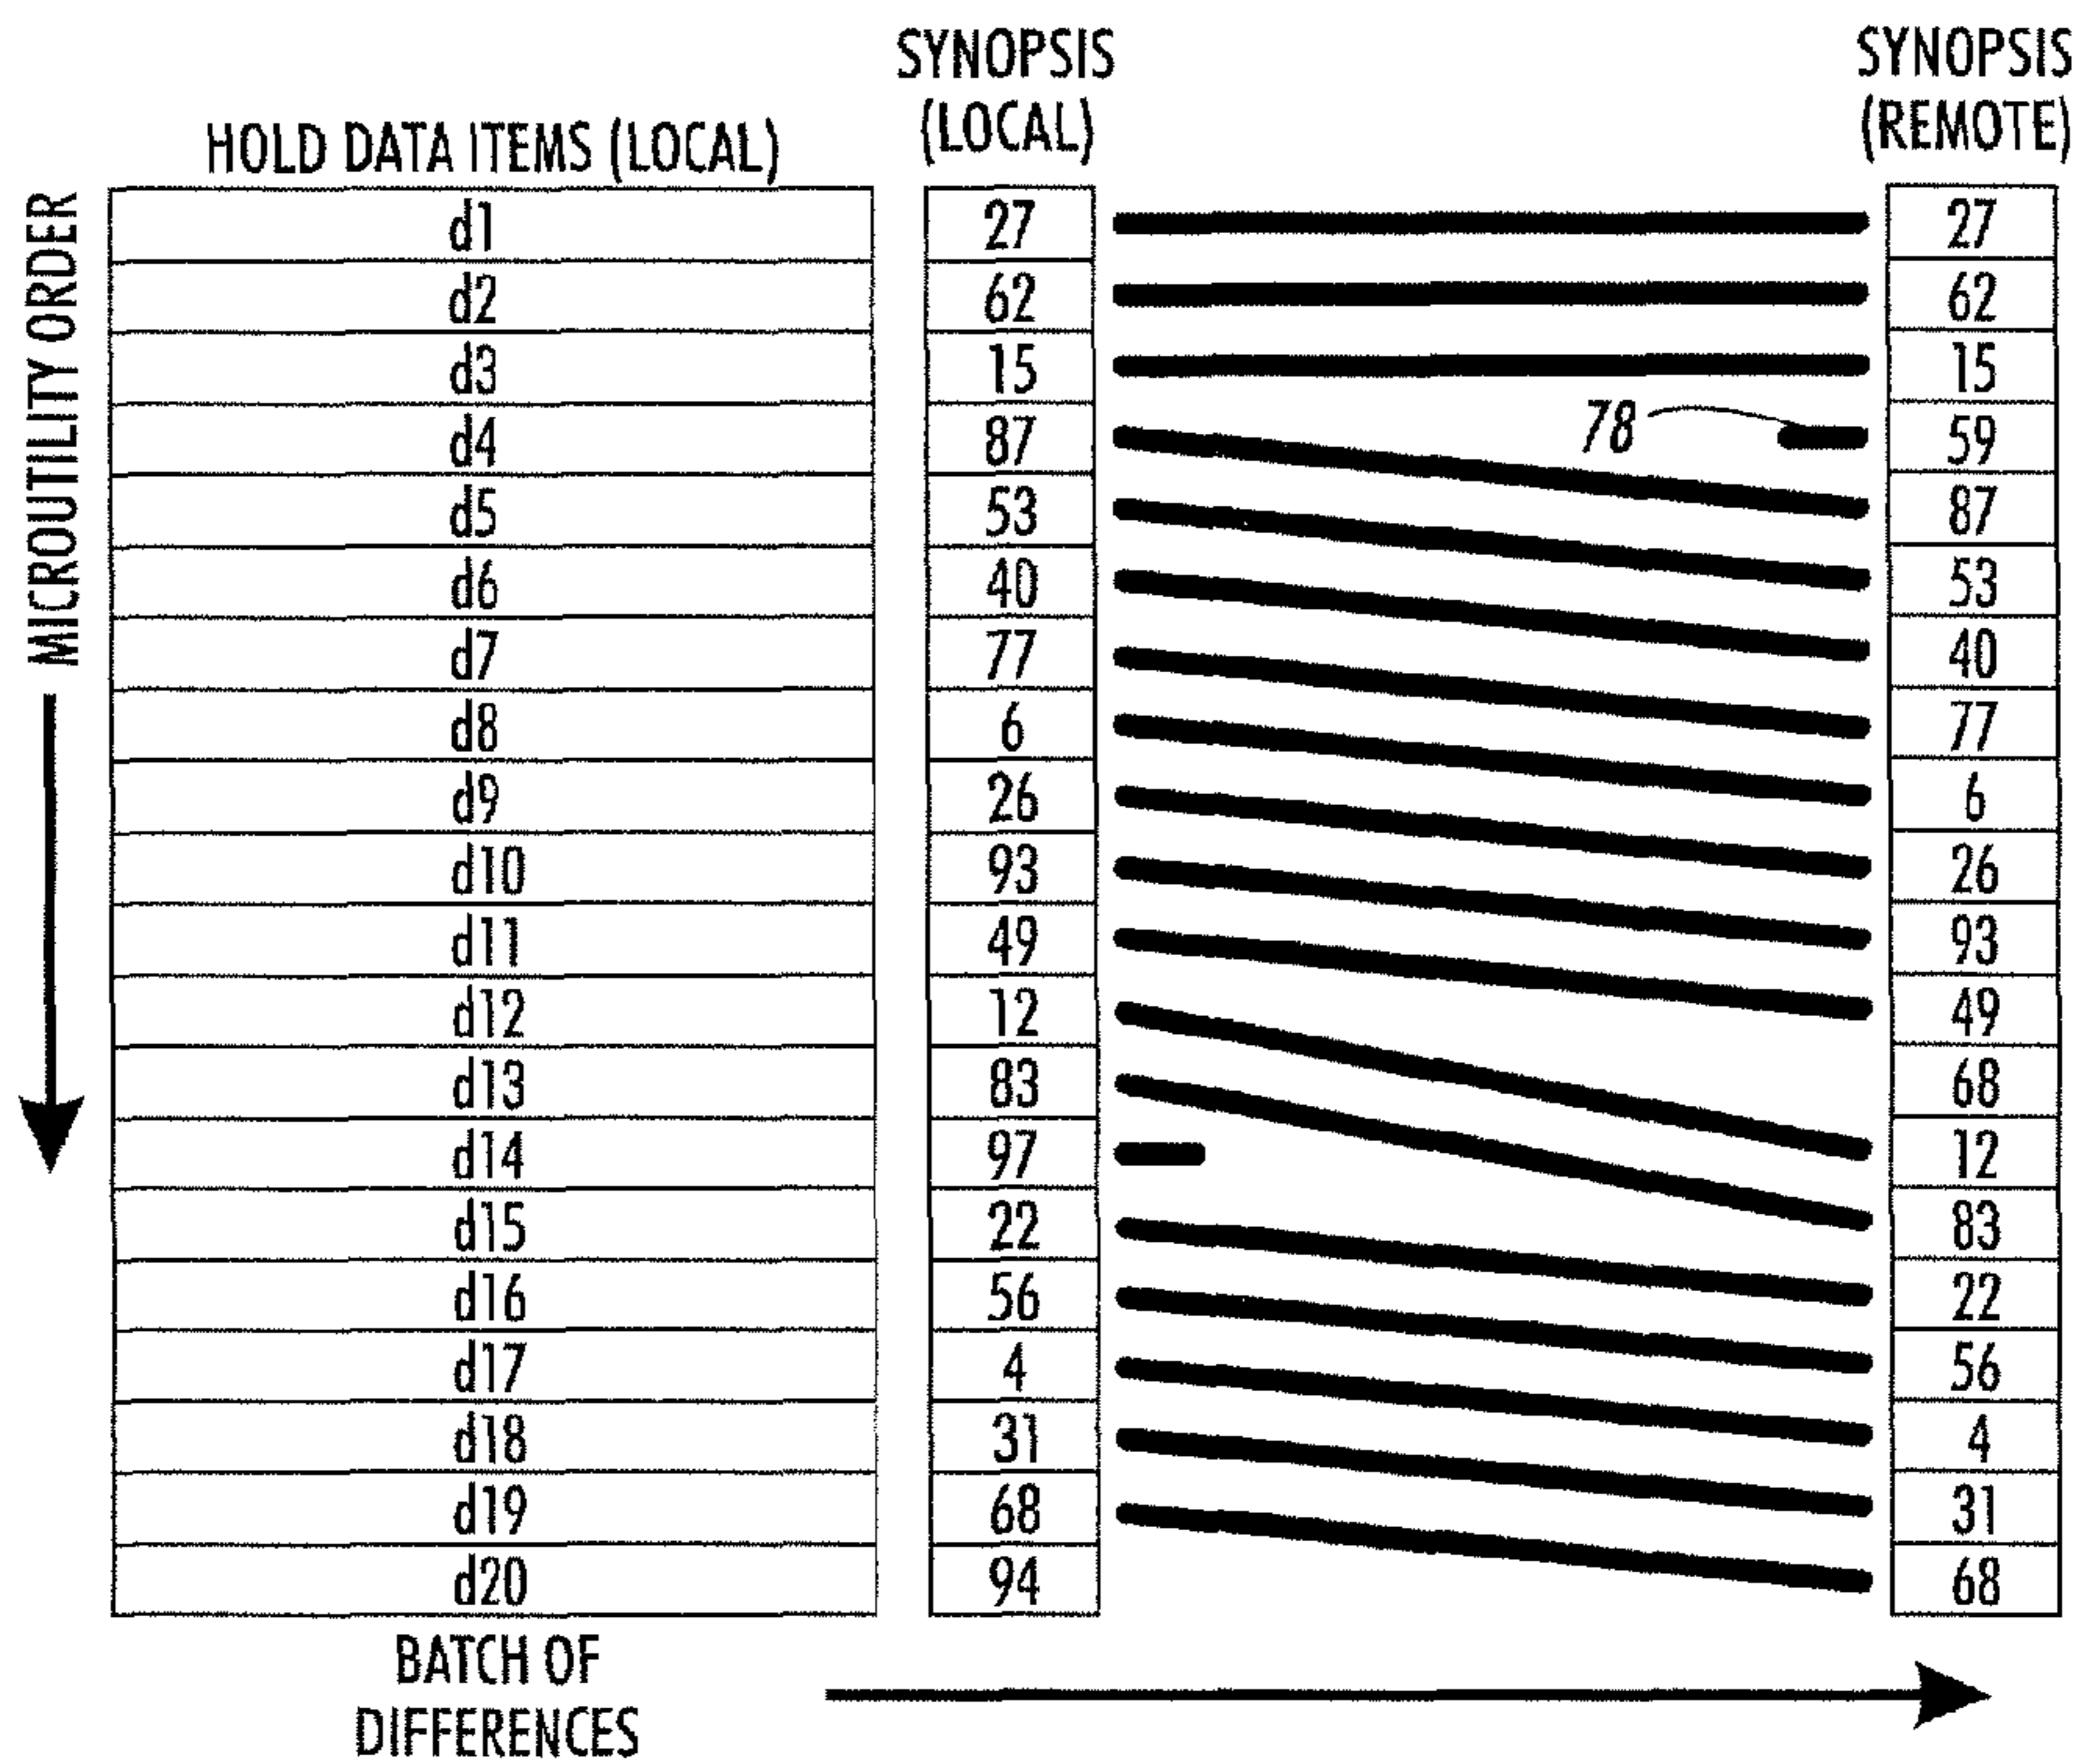 SYNOPSIS
(LOCAL)
SYNOPSIS
(REMOTE)
HOLD DATA ITEMS (LOCAL)
MICROUTILITY ORDER
d1 27 27
d2 62 62
d3 15 15
d4 87 78 59
d5 53 87
d6 40 53
d7 77 40
d8 6 77
d9 26 6
d10 93 26
d11 49 93
d12 12 49
d13 83 68
d14 97 12
d15 22 83
d16 56 22
d17 4 56
d18 31 4
d19 68 31
d20 94 68
BATCH OF
DIFFERENCES